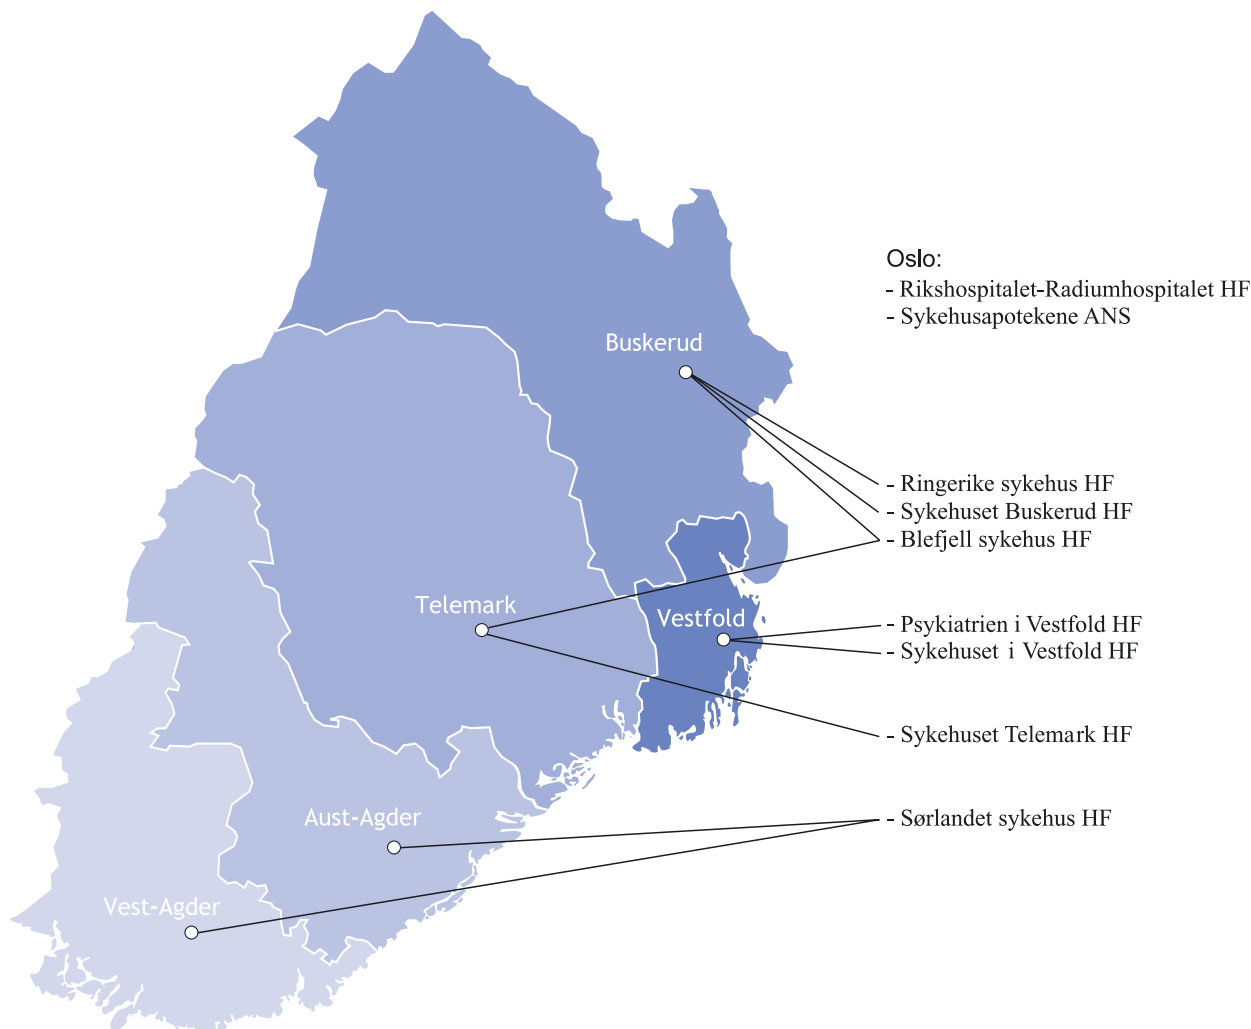 Oslo:
- Rikshospitalet-Radiumhospitalet HF
- Sykehusapotekene ANS
Buskerud
- Ringerike sykehus HF
- Sykehuset Buskerud HF
- Blefjell sykehus HF
Telemark
Vestfold
- Psykiatrien i Vestfold HF
- Sykehuset i Vestfold HF
- Sykehuset Telemark HF
Aust-Agder
- Sørlandet sykehus HF
Vest-Agder